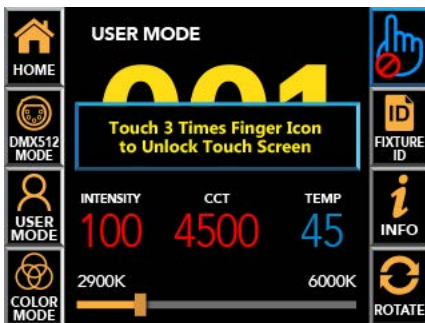 USER MODE
HOME
001
DMX512
MODE
Touch 3 Times Finger Icon
to Unlock Touch Screen
ID
FIXTURE
ID
USER
MODE
INTENSITY CCT TEMP
100 4500 45
i
INFO
COLOR
MODE
2900K 6000K
ROTATE